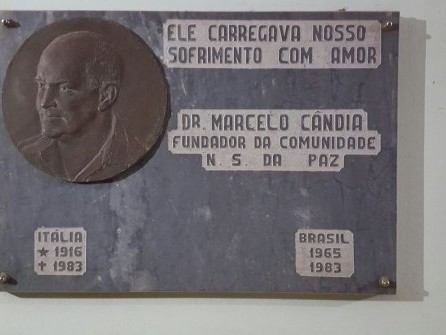 ELE CARREGAVA NOSSO
SOFRIMENTO COM AMOR
DR. MARCELO CÂNDIA
FUNDADOR DA COMUNIDADE
N. S. DA PAZ
ITÁLIA
★ 1916
✝ 1983
BRASIL
1965
1983